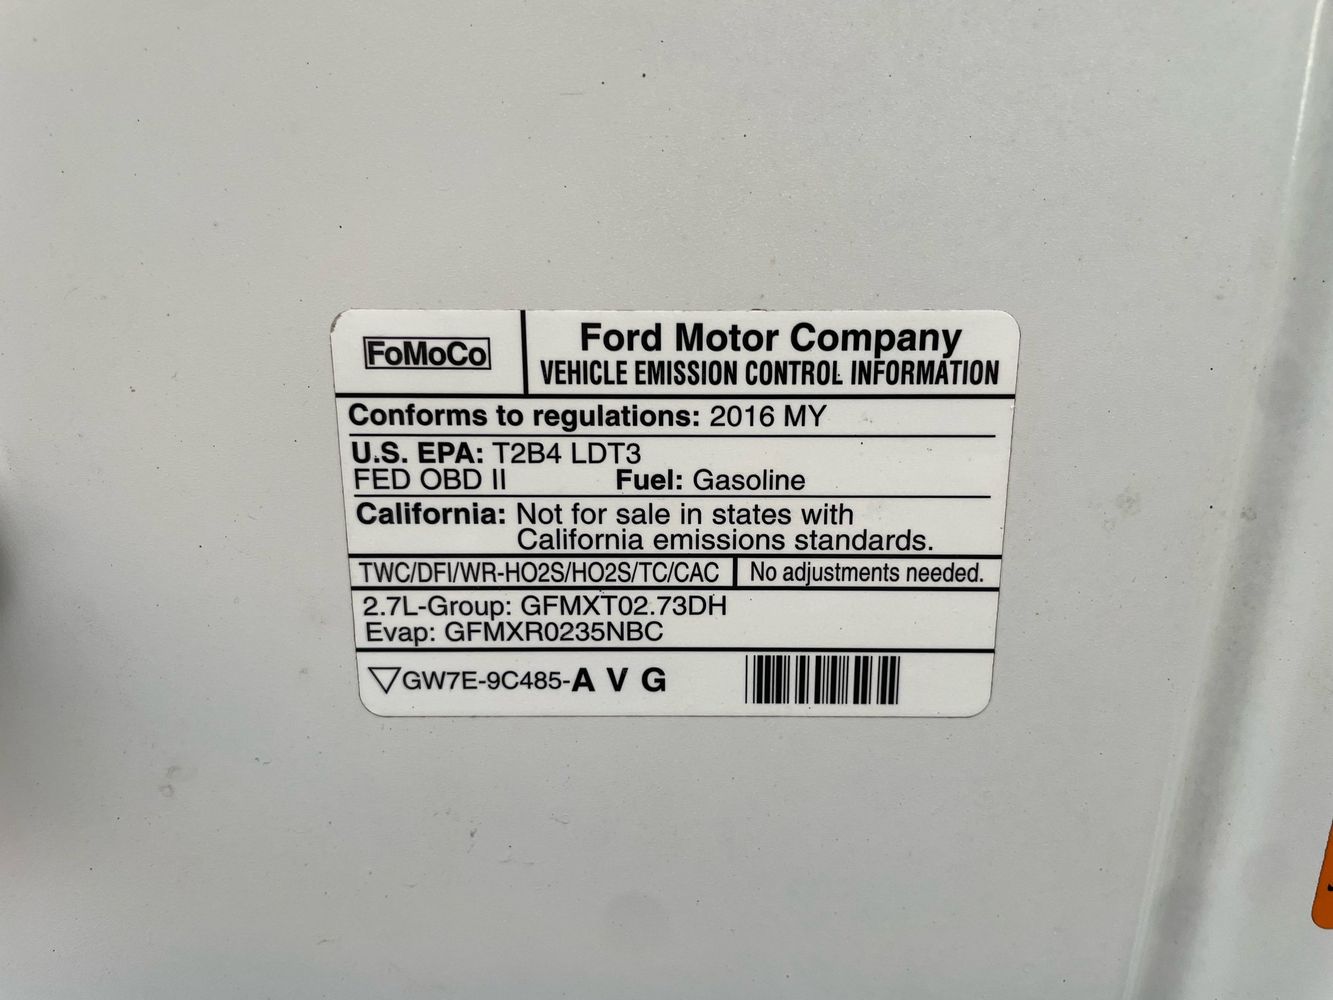 FoMoCo
Ford Motor Company
VEHICLE EMISSION CONTROL INFORMATION
Conforms to regulations: 2016 MY
U.S. EPA: T2B4 LDT3
FED OBD II Fuel: Gasoline
California: Not for sale in states with
California emissions standards.
TWC/DFI/WR-HO2S/HO2S/TC/CAC No adjustments needed.
2.7L-Group: GFMXT02.73DH
Evap: GFMXR0235NBC
GW7E-9C485-A V G